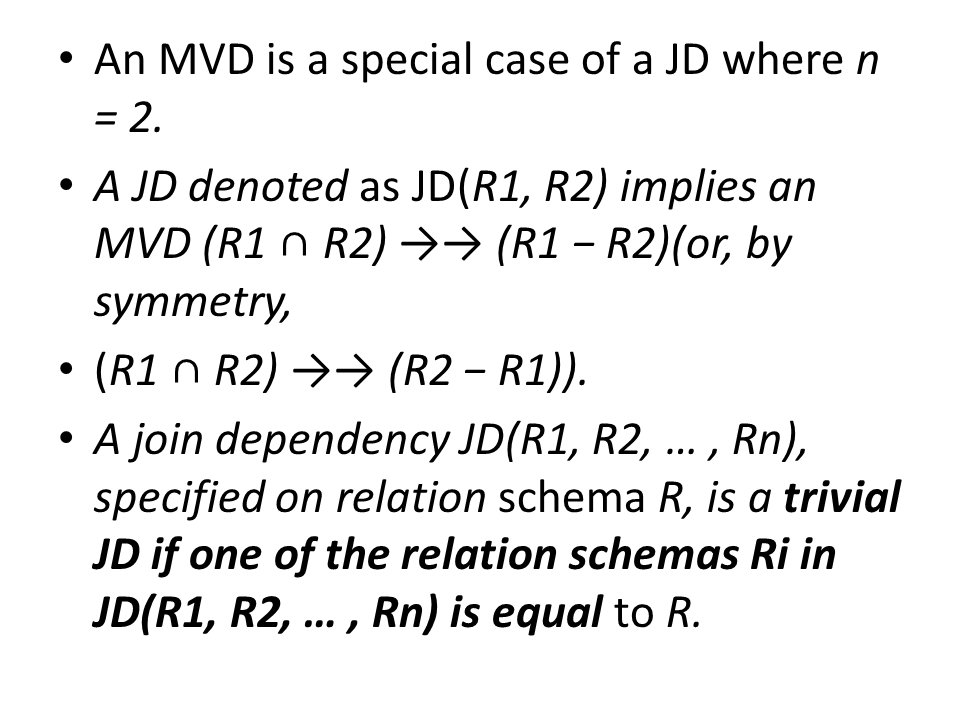 • An MVD is a special case of a JD where n
= 2.
• A JD denoted as JD(R1, R2) implies an
MVD (R1 ∩ R2) →→ (R1 − R2)(or, by
symmetry,
• (R1 ∩ R2) →→ (R2 − R1)).
• A join dependency JD(R1, R2, … , Rn),
specified on relation schema R, is a trivial
JD if one of the relation schemas Ri in
JD(R1, R2, … , Rn) is equal to R.